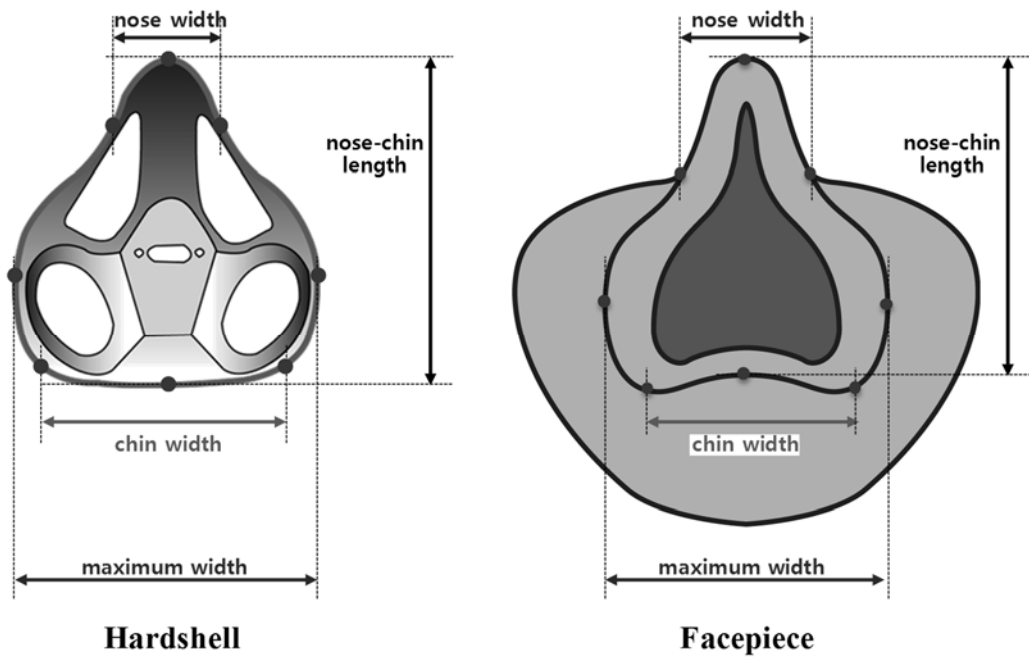 nose width
nose-chin
length
chin width
maximum width
Hardshell
nose width
nose-chin
length
chin width
maximum width
Facepiece